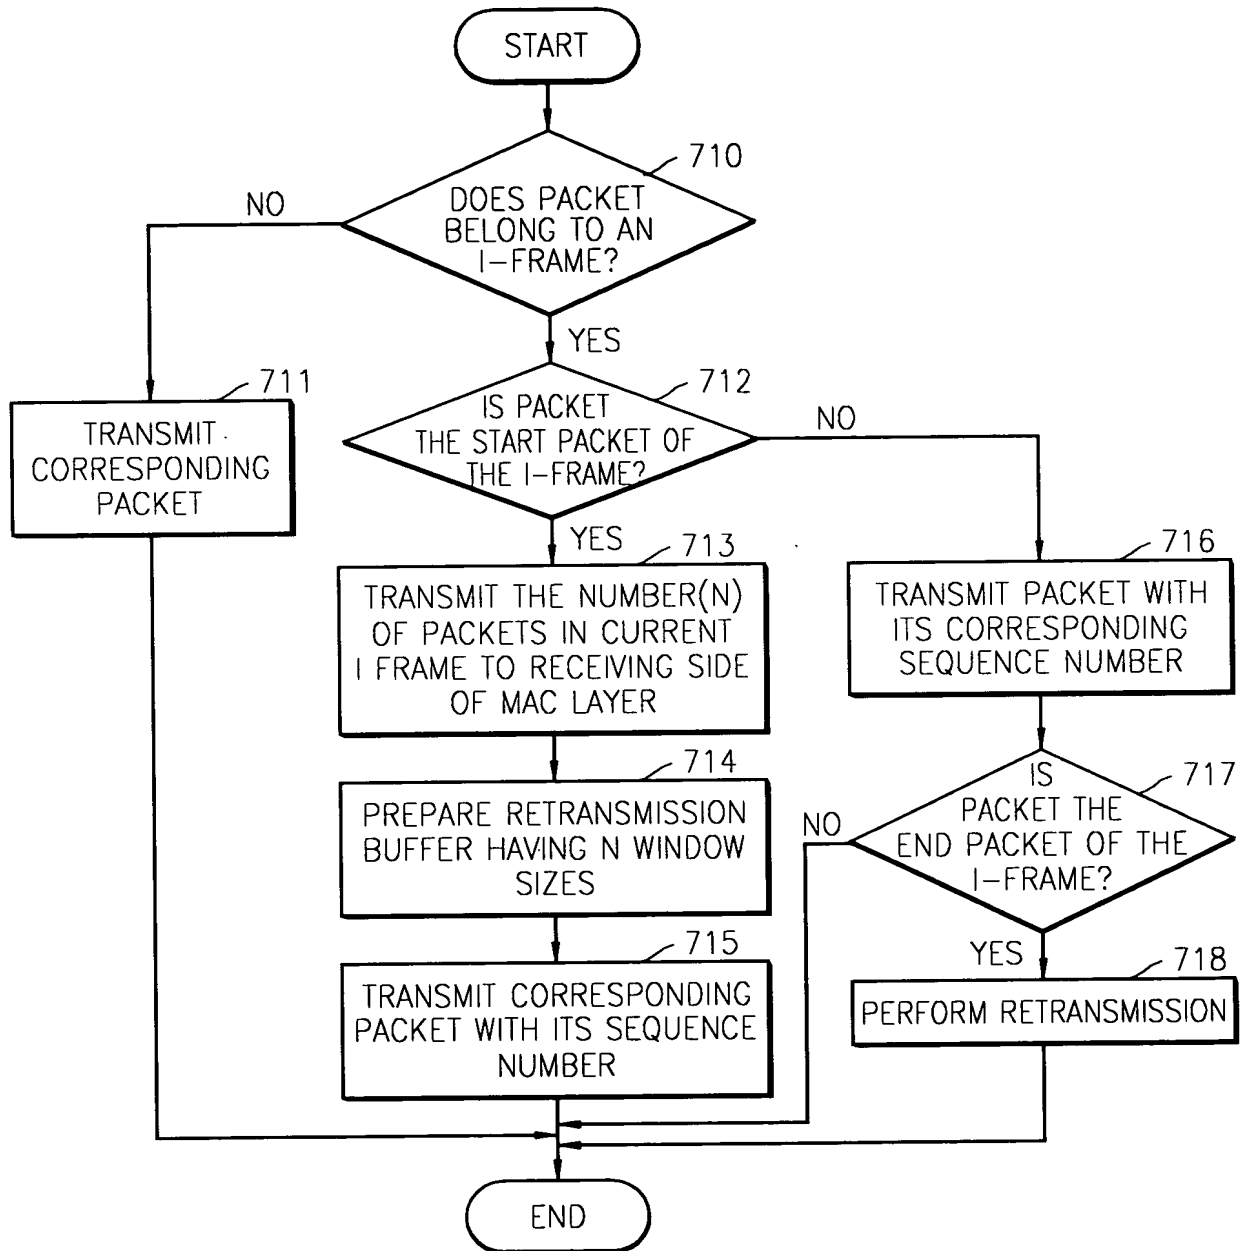 START
710
DOES PACKET
BELONG TO AN
I-FRAME?
NO
YES
711
TRANSMIT
CORRESPONDING
PACKET
712
IS PACKET
THE START PACKET OF
THE I-FRAME?
NO
YES
713
TRANSMIT THE NUMBER(N)
OF PACKETS IN CURRENT
I FRAME TO RECEIVING SIDE
OF MAC LAYER
716
TRANSMIT PACKET WITH
ITS CORRESPONDING
SEQUENCE NUMBER
714
PREPARE RETRANSMISSION
BUFFER HAVING N WINDOW
SIZES
717
IS
PACKET THE
END PACKET OF THE
I-FRAME?
NO
YES
715
TRANSMIT CORRESPONDING
PACKET WITH ITS SEQUENCE
NUMBER
718
PERFORM RETRANSMISSION
END